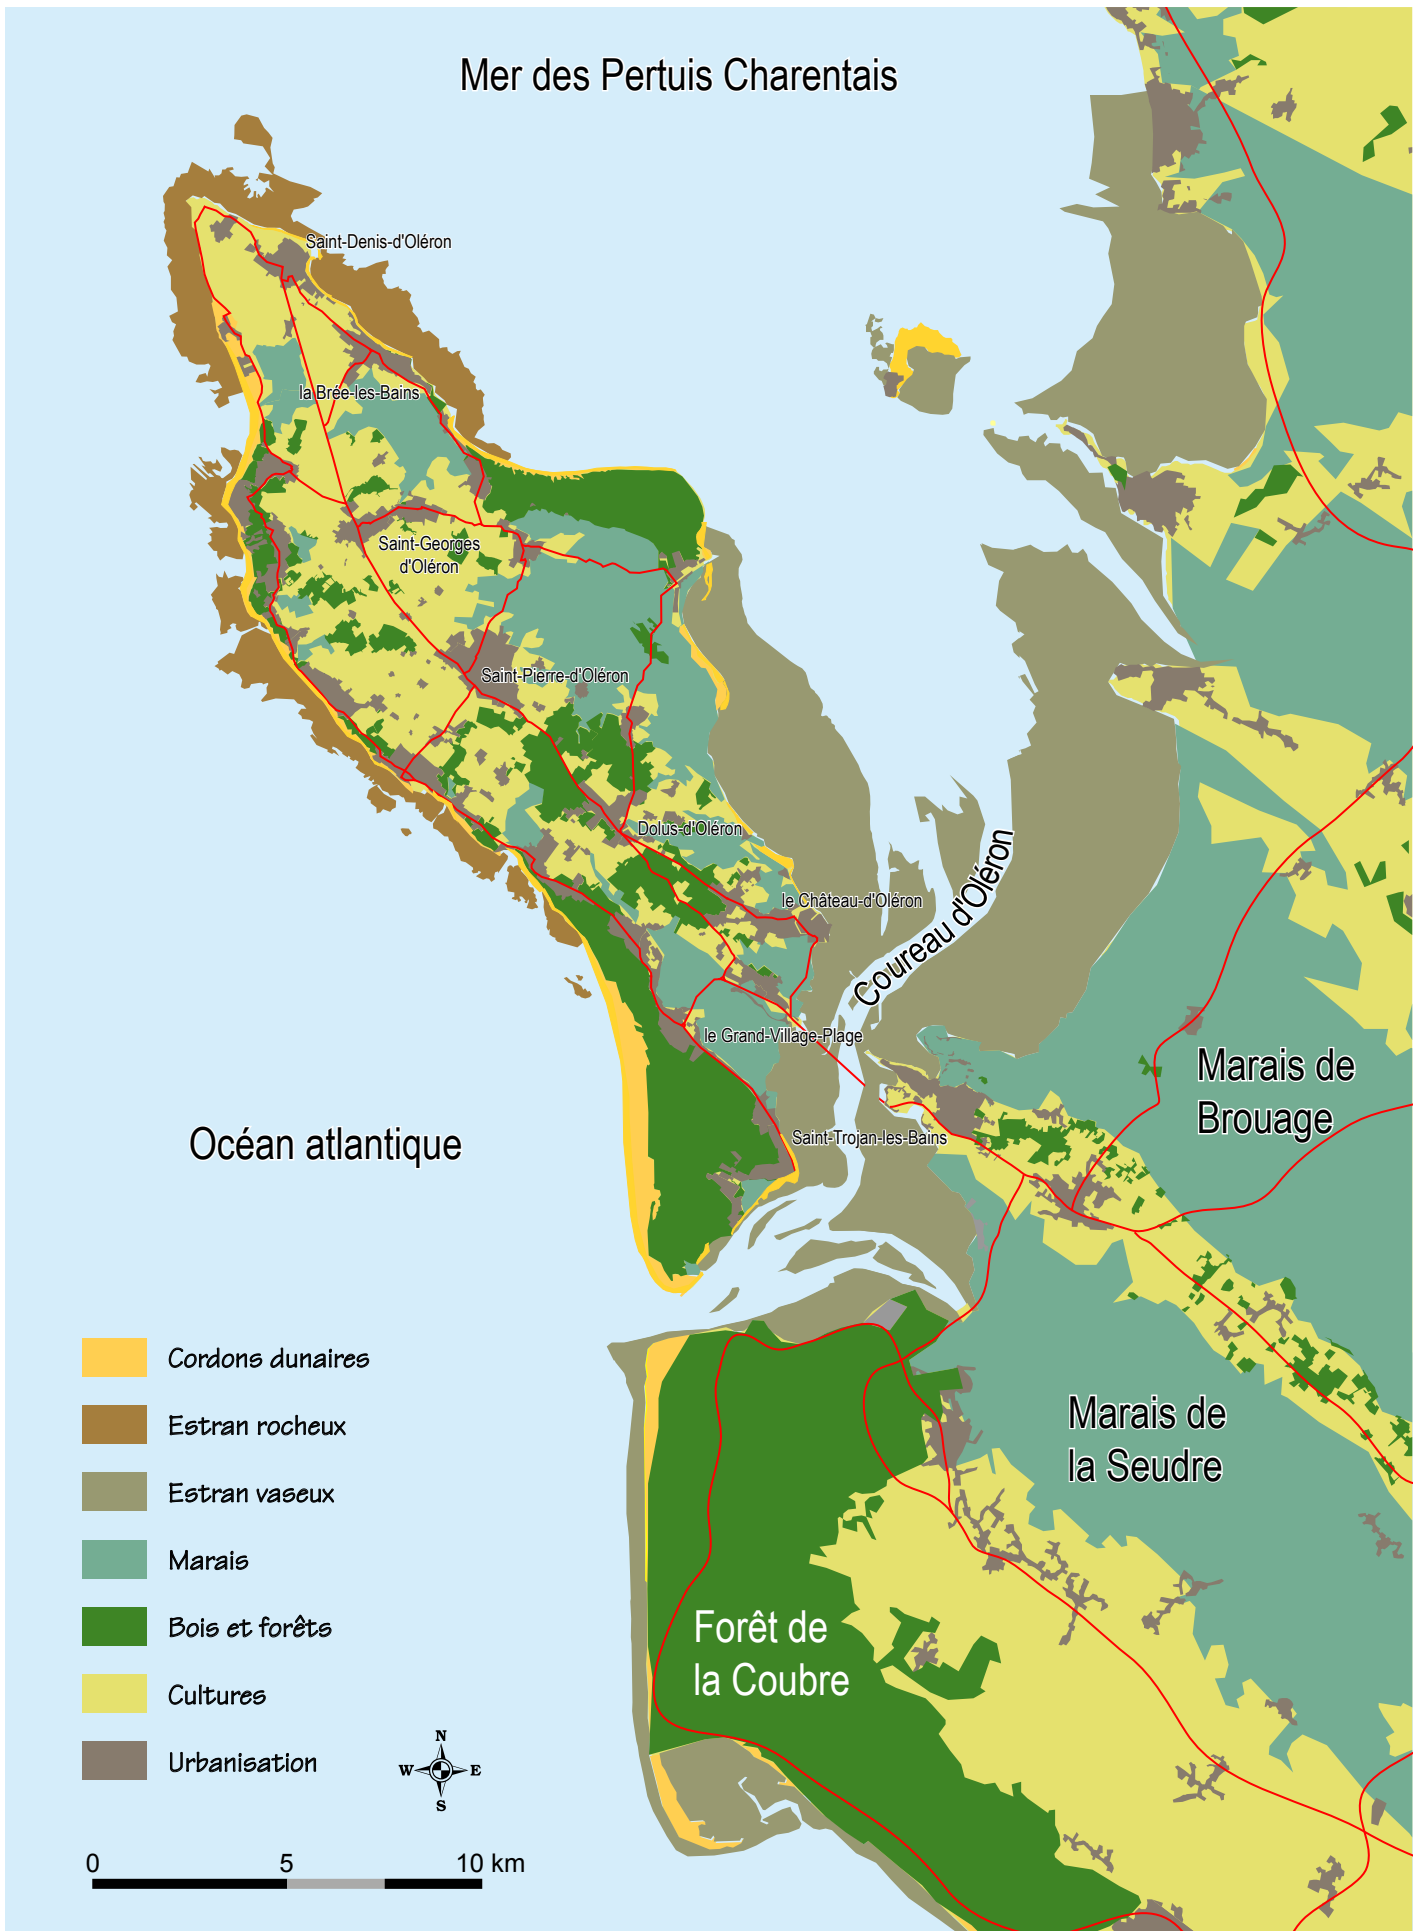 Mer des Pertuis Charentais
Saint-Denis-d'Oléron
la Brée-les-Bains
Saint-Georges
d'Oléron
Saint-Pierre-d'Oléron
Dolus-d'Oléron
le Château-d'Oléron
Coureau d'Oléron
le Grand-Village-Plage
Marais de
Brouage
Océan atlantique
Saint-Trojan-les-Bains
Cordons dunaires
Estran rocheux
Marais de
la Seudre
Estran vaseux
Marais
Bois et forêts
Forêt de
la Coubre
Cultures
Urbanisation
N
W E
S
0 5 10 km